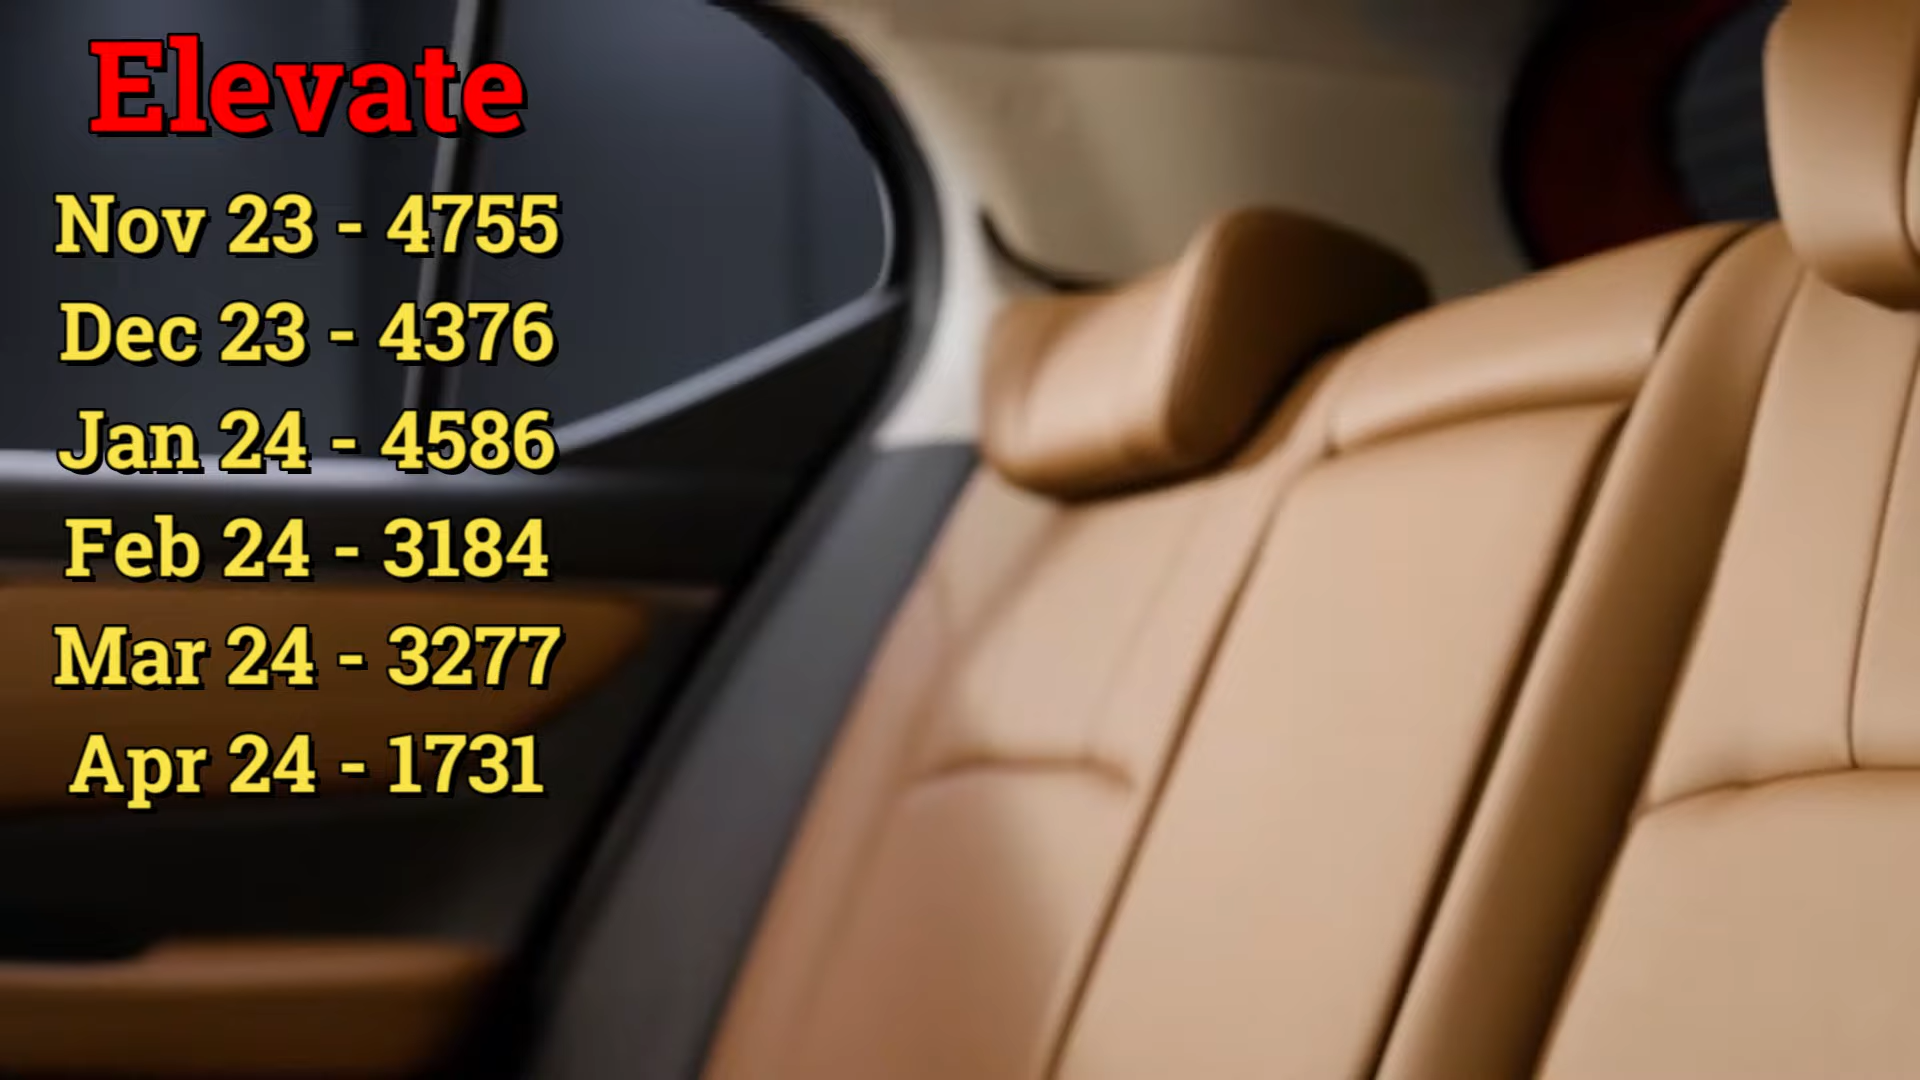 Elevate
Nov 23 - 4755
Dec 23 - 4376
Jan 24 - 4586
Feb 24 - 3184
Mar 24 - 3277
Apr 24 - 1731